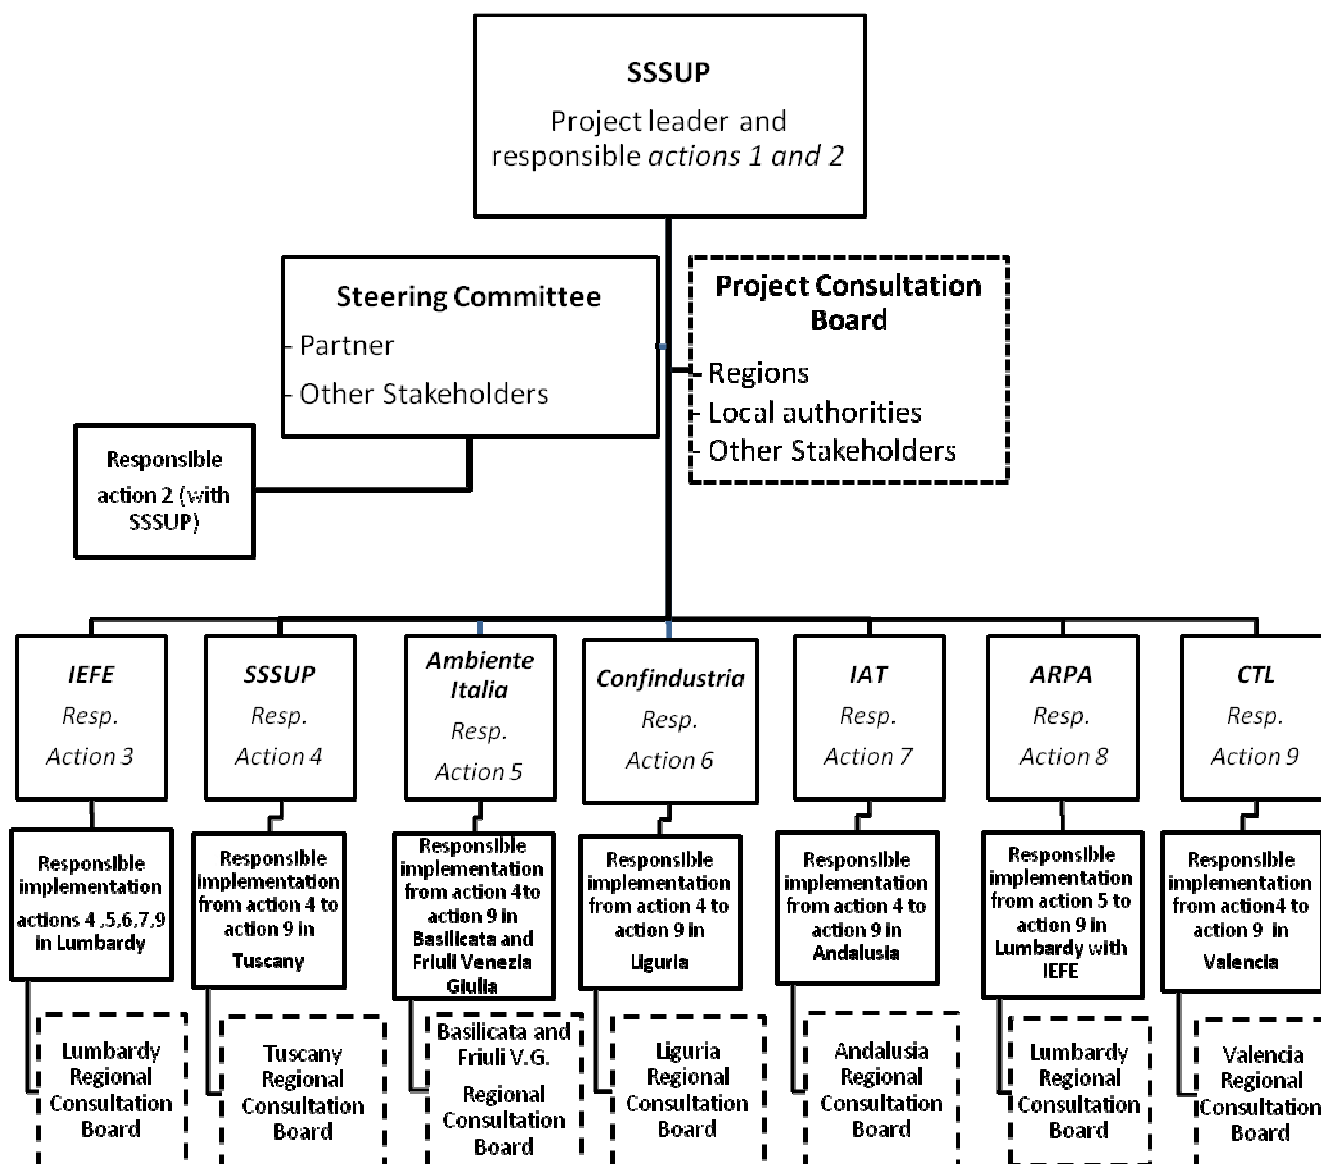 SSSUP
Project leader and
responsible actions 1 and 2
Steering Committee
- Partner
- Other Stakeholders
Project Consultation
Board
- Regions
- Local authorities
- Other Stakeholders
Responsible
action 2 (with
SSSUP)
IEFE
Resp.
Action 3
SSSUP
Resp.
Action 4
Ambiente
Italia
Resp.
Action 5
Confindustria
Resp.
Action 6
IAT
Resp.
Action 7
ARPA
Resp.
Action 8
CTL
Resp.
Action 9
Responsible
implementation
actions 4 ,5,6,7,9
in Lumbardy
Responsible
implementation
from action 4 to
action 9 in
Tuscany
Responsible
implementation
from action 4 to
action 9 in
Basilicata and
Friuli Venezia
Giulia
Responsible
implementation
from action 4 to
action 9 in
Liguria
Responsible
implementation
from action 4 to
action 9 in
Andalusia
Responsible
implementation
from action 5 to
action 9 in
Lumbardy with
IEFE
Responsible
implementation
from action4 to
action 9 in
Valencia
Lumbardy
Regional
Consultation
Board
Tuscany
Regional
Consultation
Board
Basilicata and
Friuli V.G.
Regional
Consultation
Board
Liguria
Regional
Consultation
Board
Andalusia
Regional
Consultation
Board
Lumbardy
Regional
Consultation
Board
Valencia
Regional
Consultation
Board